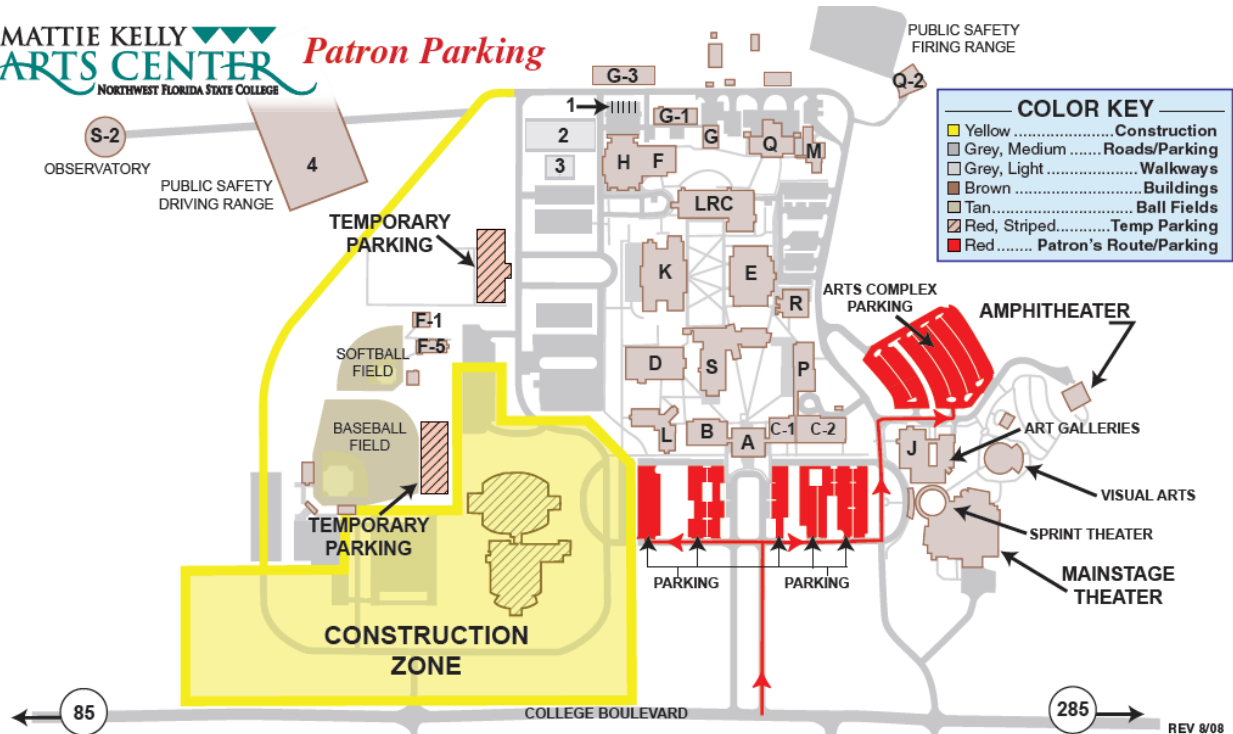 MATTIE KELLY
ARTS CENTER
NORTHWEST FLORIDA STATE COLLEGE
Patron Parking
PUBLIC SAFETY
FIRING RANGE
Q-2
G-3
1
G-1
G
2
3
H
F
Q
M
S-2
OBSERVATORY
4
PUBLIC SAFETY
DRIVING RANGE
COLOR KEY
Yellow ...................... Construction
Grey, Medium ....... Roads/Parking
Grey, Light ..................... Walkways
Brown ............................. Buildings
Tan ................................ Ball Fields
Red, Striped ............ Temp Parking
Red ........ Patron's Route/Parking
TEMPORARY
PARKING
LRC
K
E
R
ARTS COMPLEX
PARKING
AMPHITHEATER
F-1
F-5
SOFTBALL
FIELD
D
S
P
BASEBALL
FIELD
L
B
A
C-1
C-2
J
ART GALLERIES
VISUAL ARTS
SPRINT THEATER
MAINSTAGE
THEATER
TEMPORARY
PARKING
PARKING
PARKING
CONSTRUCTION
ZONE
85
COLLEGE BOULEVARD
285
REV 8/08